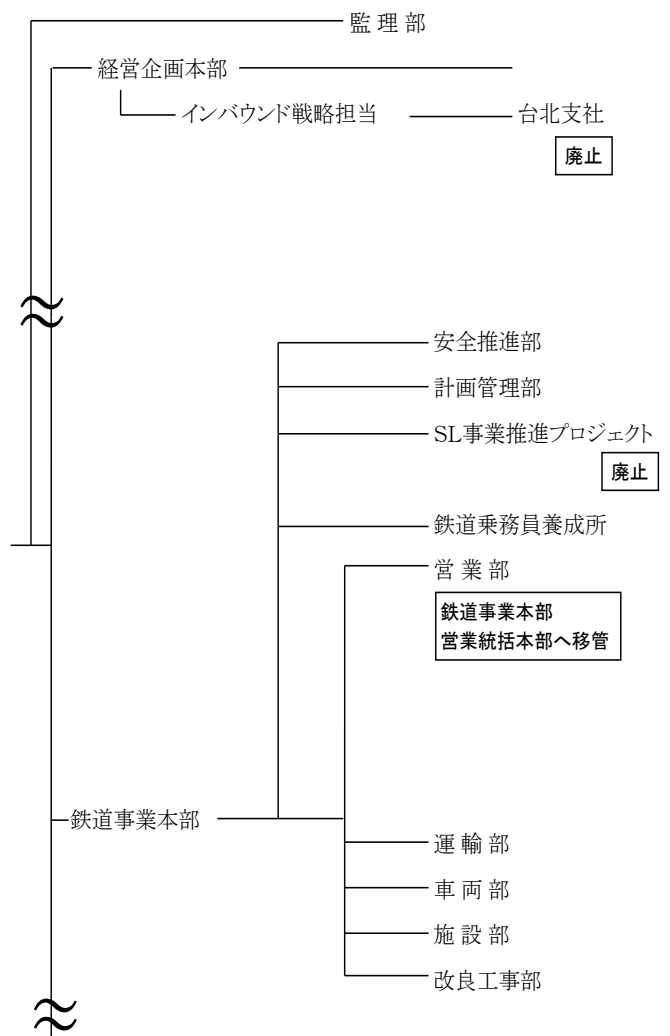 監 理 部
経営企画本部
インバウンド戦略担当 台北支社
廃止
安全推進部
計画管理部
SL事業推進プロジェクト
廃止
鉄道乗務員養成所
営 業 部
鉄道事業本部
営業統括本部へ移管
鉄道事業本部
運 輸 部
車 両 部
施 設 部
改良工事部